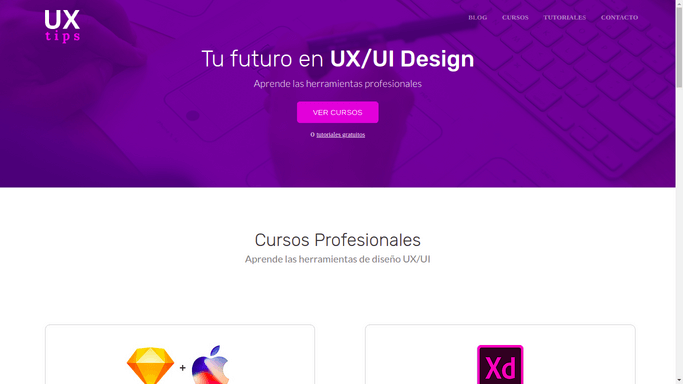 UX
tips
BLOG
CURSOS
TUTORIALES
CONTACTO
Tu futuro en UX/UI Design
Aprende las herramientas profesionales
VER CURSOS
O tutoriales gratuitos
Cursos Profesionales
Aprende las herramientas de diseño UX/UI
+
Xd